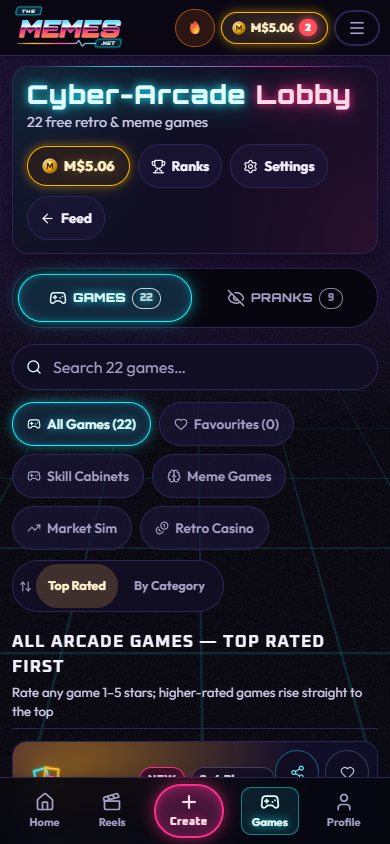 THE
MEMES
.NET
M$5.06
2
Cyber-Arcade Lobby
22 free retro & meme games
M$5.06
Ranks
Settings
Feed
GAMES 22
PRANKS 9
Search 22 games...
All Games (22)
Favourites (0)
Skill Cabinets
Meme Games
Market Sim
Retro Casino
Top Rated
By Category
ALL ARCADE GAMES — TOP RATED
FIRST
Rate any game 1–5 stars; higher-rated games rise straight to
the top
NEW
Home
Reels
Create
Games
Profile